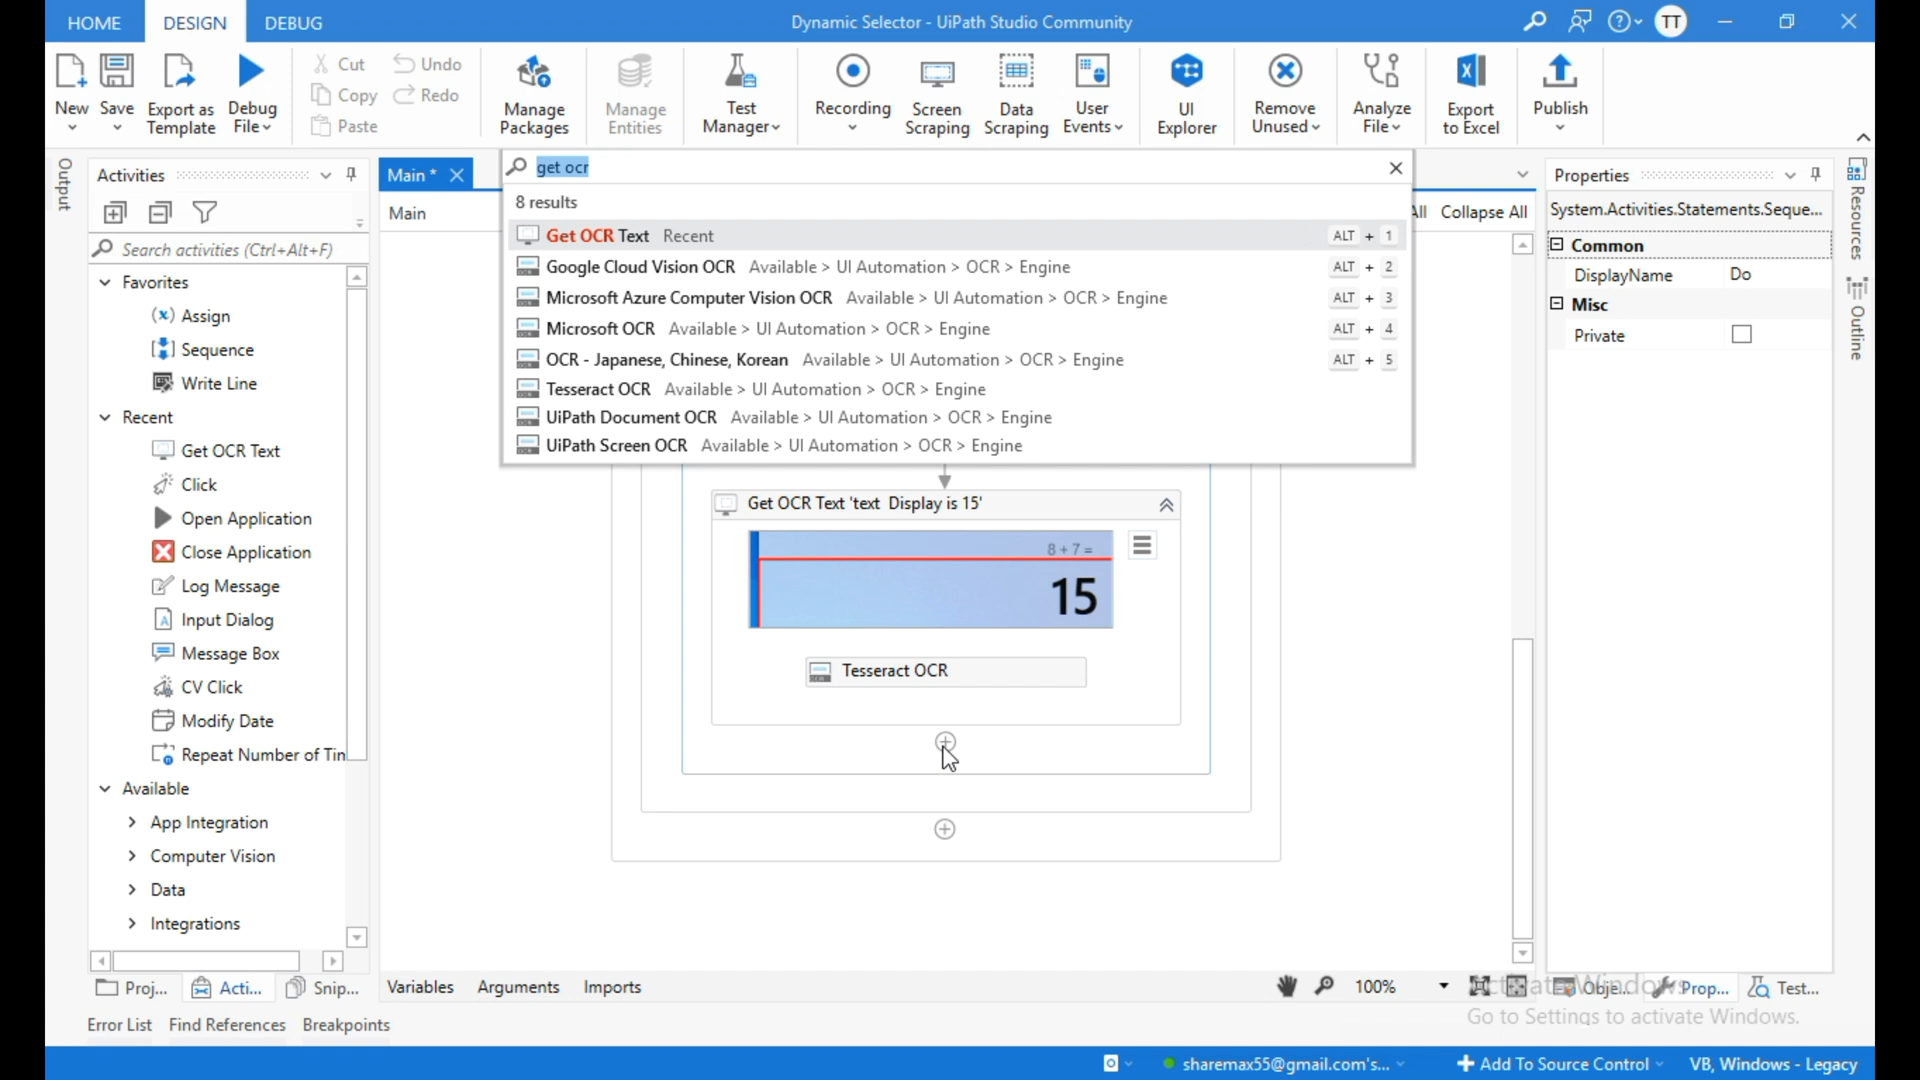 HOME DESIGN DEBUG
Dynamic Selector - UiPath Studio Community
TT
New
Save
Export as Template
Debug File
Cut
Copy
Paste
Undo
Redo
Manage Packages
Manage Entities
Test Manager
Recording
Screen Scraping
Data Scraping
User Events
UI Explorer
Remove Unused
Analyze File
Export to Excel
Publish
Output
Activities
Search activities (Ctrl+Alt+F)
Favorites
Assign
Sequence
Write Line
Recent
Get OCR Text
Click
Open Application
Close Application
Log Message
Input Dialog
Message Box
CV Click
Modify Date
Repeat Number of Tin
Available
App Integration
Computer Vision
Data
Integrations
Proj...
Acti...
Snip...
Main *
Main
All Collapse All
get ocr
8 results
Get OCR Text Recent ALT + 1
Google Cloud Vision OCR Available > UI Automation > OCR > Engine ALT + 2
Microsoft Azure Computer Vision OCR Available > UI Automation > OCR > Engine ALT + 3
Microsoft OCR Available > UI Automation > OCR > Engine ALT + 4
OCR - Japanese, Chinese, Korean Available > UI Automation > OCR > Engine ALT + 5
Tesseract OCR Available > UI Automation > OCR > Engine
UiPath Document OCR Available > UI Automation > OCR > Engine
UiPath Screen OCR Available > UI Automation > OCR > Engine
Get OCR Text 'text Display is 15'
8 + 7 =
15
Tesseract OCR
Variables Arguments Imports
100%
Properties
System.Activities.Statements.Seque...
Common
DisplayName Do
Misc
Private
Resources
Outline
Obje...
Prop...
Test...
Activate Windows
Go to Settings to activate Windows.
Error List Find References Breakpoints
sharemax55@gmail.com's...
Add To Source Control
VB, Windows - Legacy